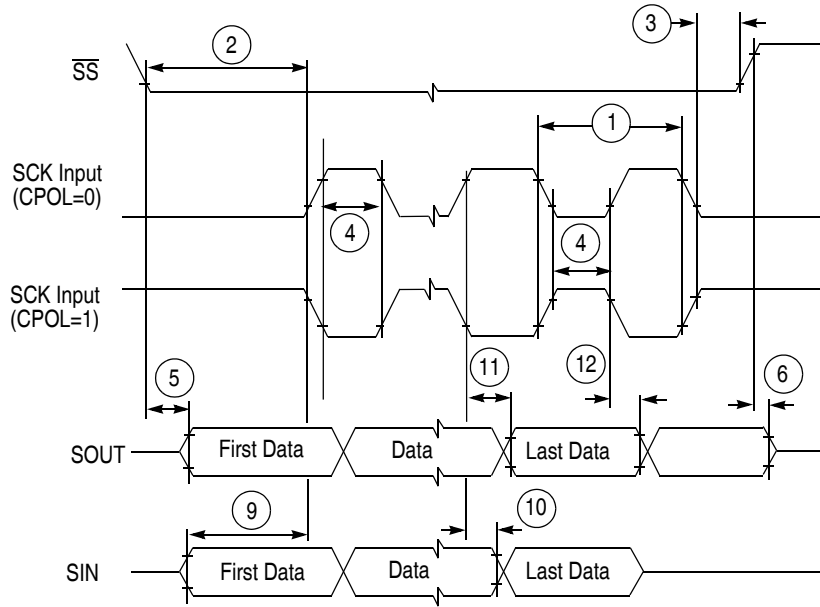 2
3
SS
1
SCK Input
(CPOL=0)
4
4
SCK Input
(CPOL=1)
5
11
12
6
SOUT
First Data
Data
Last Data
9
10
SIN
First Data
Data
Last Data